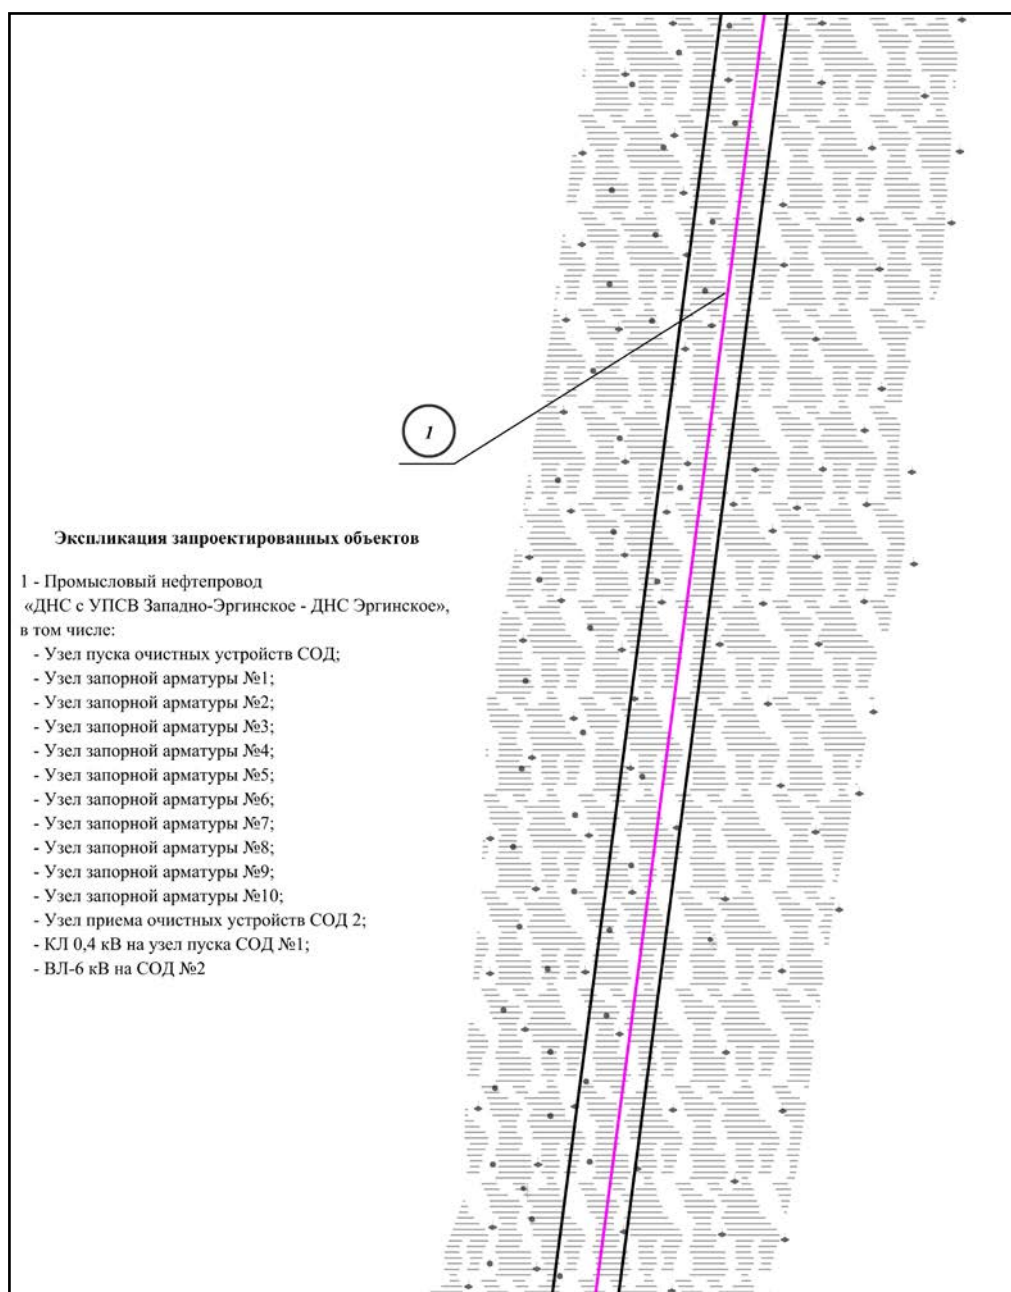 1
Экспликация запроектированных объектов
1 - Промысловый нефтепровод
«ДНС с УПСВ Западно-Эргинское - ДНС Эргинское»,
в том числе:
- Узел пуска очистных устройств СОД;
- Узел запорной арматуры №1;
- Узел запорной арматуры №2;
- Узел запорной арматуры №3;
- Узел запорной арматуры №4;
- Узел запорной арматуры №5;
- Узел запорной арматуры №6;
- Узел запорной арматуры №7;
- Узел запорной арматуры №8;
- Узел запорной арматуры №9;
- Узел запорной арматуры №10;
- Узел приема очистных устройств СОД 2;
- КЛ 0,4 кВ на узел пуска СОД №1;
- ВЛ-6 кВ на СОД №2